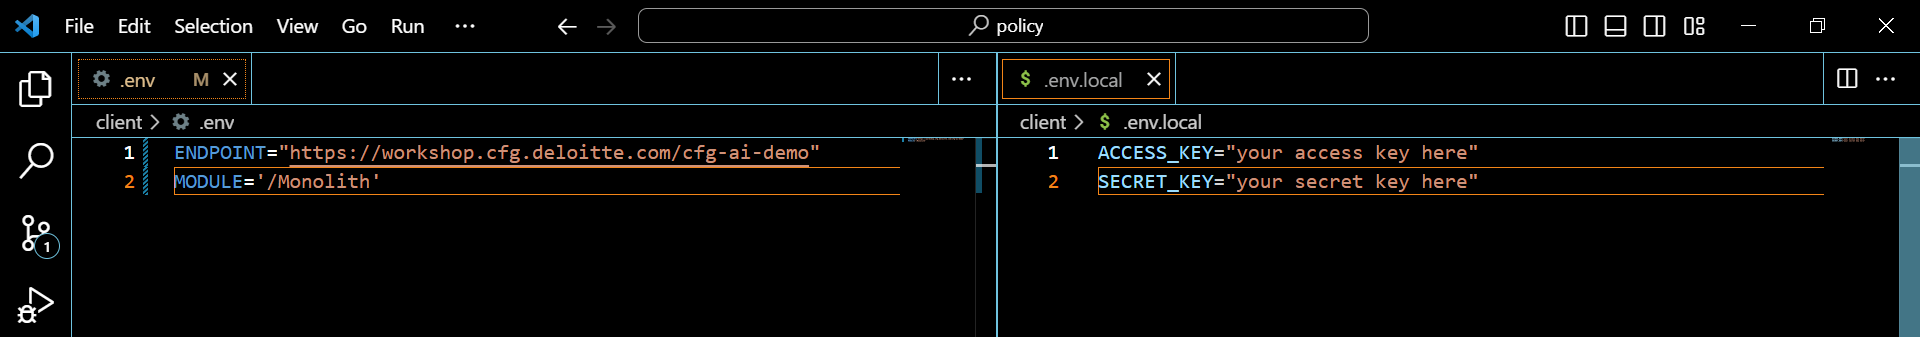 File Edit Selection View Go Run ...
policy
.env M
.env.local
client > .env
client > .env.local
1 ENDPOINT="https://workshop.cfg.deloitte.com/cfg-ai-demo"
2 MODULE='/Monolith'
1 ACCESS_KEY="your access key here"
2 SECRET_KEY="your secret key here"
1